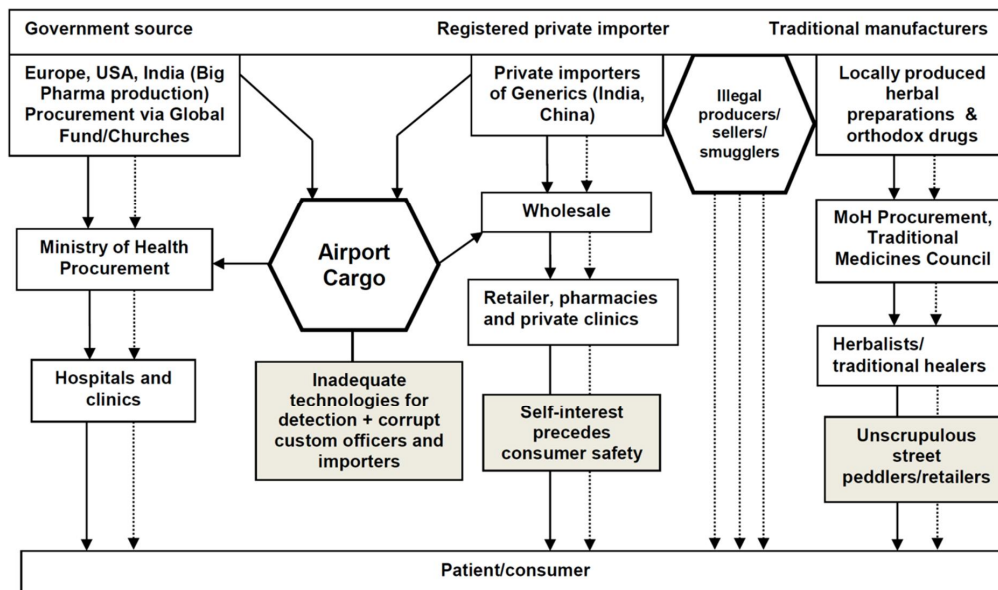 Government source
Registered private importer
Traditional manufacturers
Europe, USA, India (Big
Pharma production)
Procurement via Global
Fund/Churches
Private importers
of Generics (India,
China)
Illegal
producers/
sellers/
smugglers
Locally produced
herbal
preparations &
orthodox drugs
Ministry of Health
Procurement
Airport
Cargo
Wholesale
MoH Procurement,
Traditional
Medicines Council
Retailer, pharmacies
and private clinics
Hospitals and
clinics
Inadequate
technologies for
detection + corrupt
custom officers and
importers
Self-interest
precedes
consumer safety
Herbalists/
traditional healers
Unscrupulous
street
peddlers/retailers
Patient/consumer